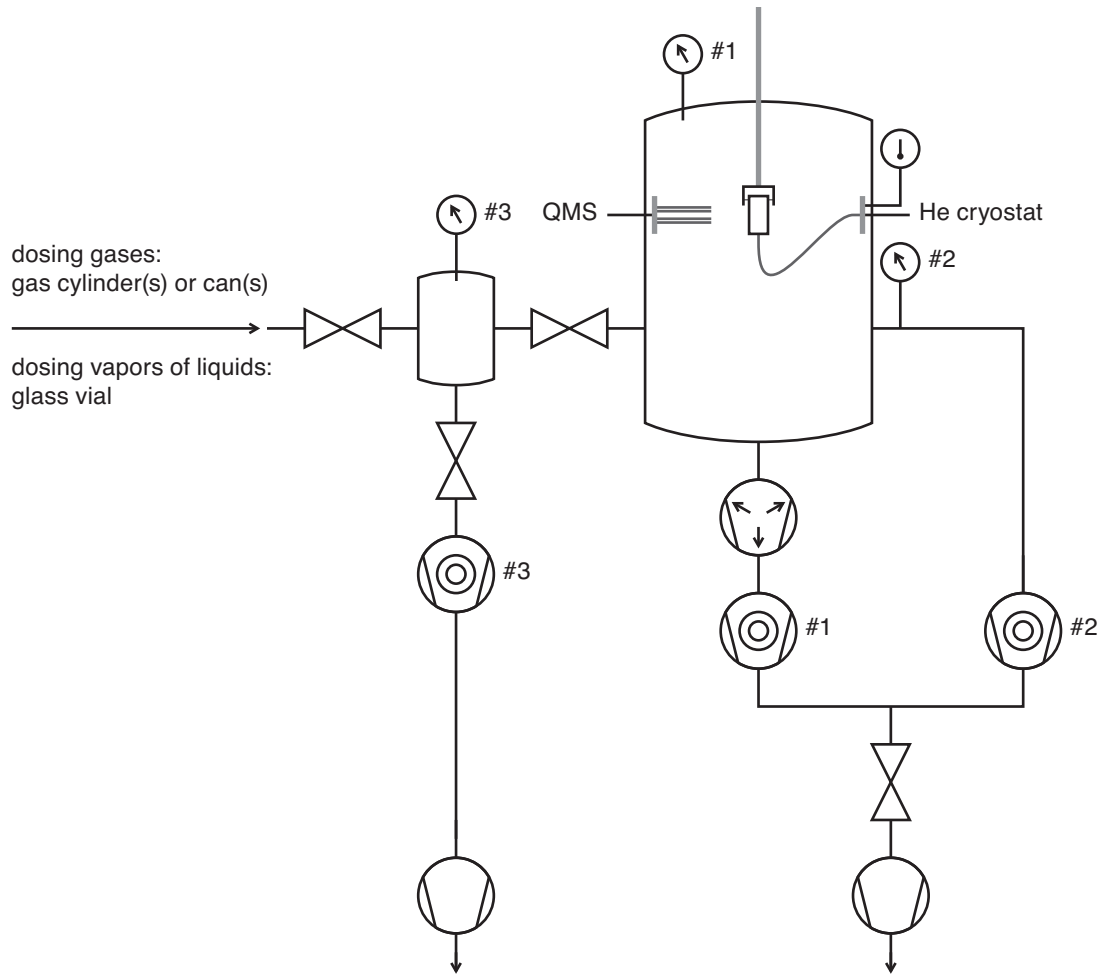 #1
#3
QMS
He cryostat
#2
dosing gases:
gas cylinder(s) or can(s)
dosing vapors of liquids:
glass vial
#3
#1
#2